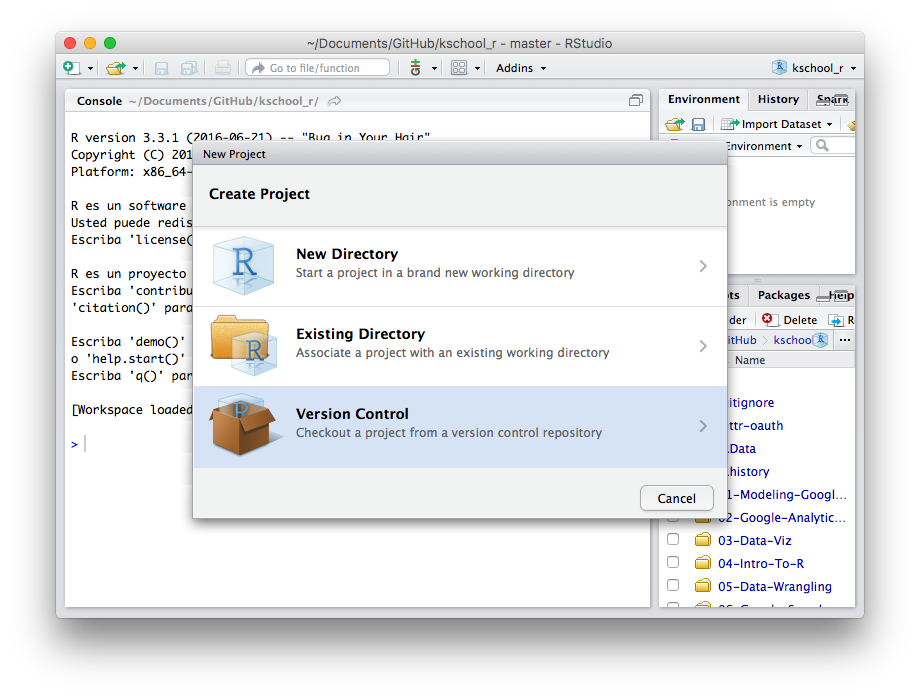 ~/Documents/GitHub/kschool_r - master - RStudio
Go to file/function
Addins
kschool_r
Console ~/Documents/GitHub/kschool_r/
R version 3.3.1 (2016-06-21) -- "Bug in Your Hair"
Copyright (C) 201
Platform: x86_64-
R es un software
Usted puede redis
Escriba 'license(
R es un proyecto
Escriba 'contribu
'citation()' para
Escriba 'demo()'
o 'help.start()'
Escriba 'q()' par
[Workspace loaded
>
New Project
Create Project
R
New Directory
Start a project in a brand new working directory
R
Existing Directory
Associate a project with an existing working directory
R
Version Control
Checkout a project from a version control repository
Cancel
Environment
History
Spark
Import Dataset
Environment
onment is empty
ots
Packages
Help
der
Delete
R
itHub
kschoo
...
Name
itignore
ttr-oauth
.Data
history
1-Modeling-Googl...
02-Google-Analytic...
03-Data-Viz
04-Intro-To-R
05-Data-Wrangling